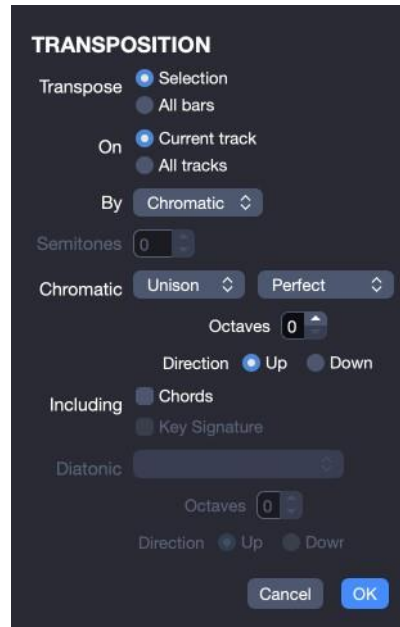 TRANSPOSITION
Transpose Selection
All bars
On Current track
All tracks
By Chromatic
Semitones 0
Chromatic Unison Perfect
Octaves 0
Direction Up Down
Including Chords
Key Signature
Diatonic
Octaves 0
Direction Up Dowr
Cancel OK